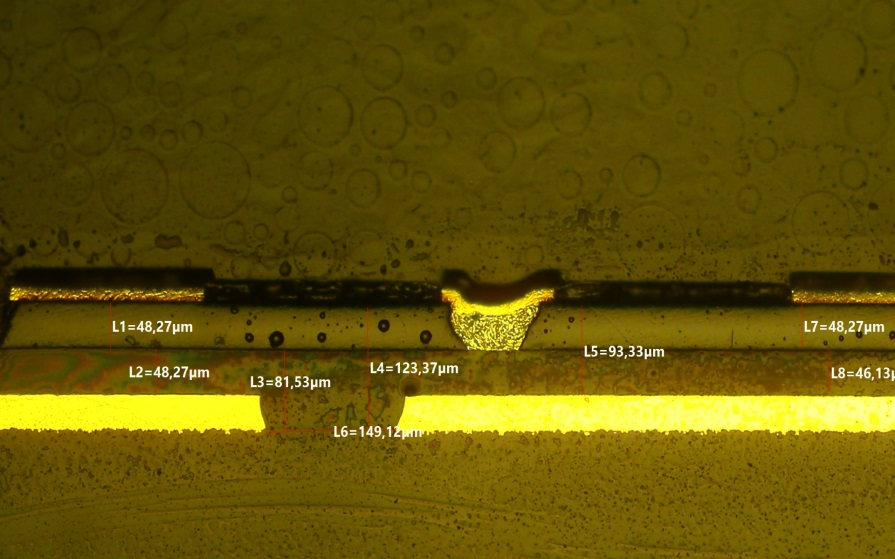 L1=48,27µm
L7=48,27µm
L5=93,33µm
L4=123,37µm
L2=48,27µm
L8=46,13µ
L3=81,53µm
L6=149,12µm